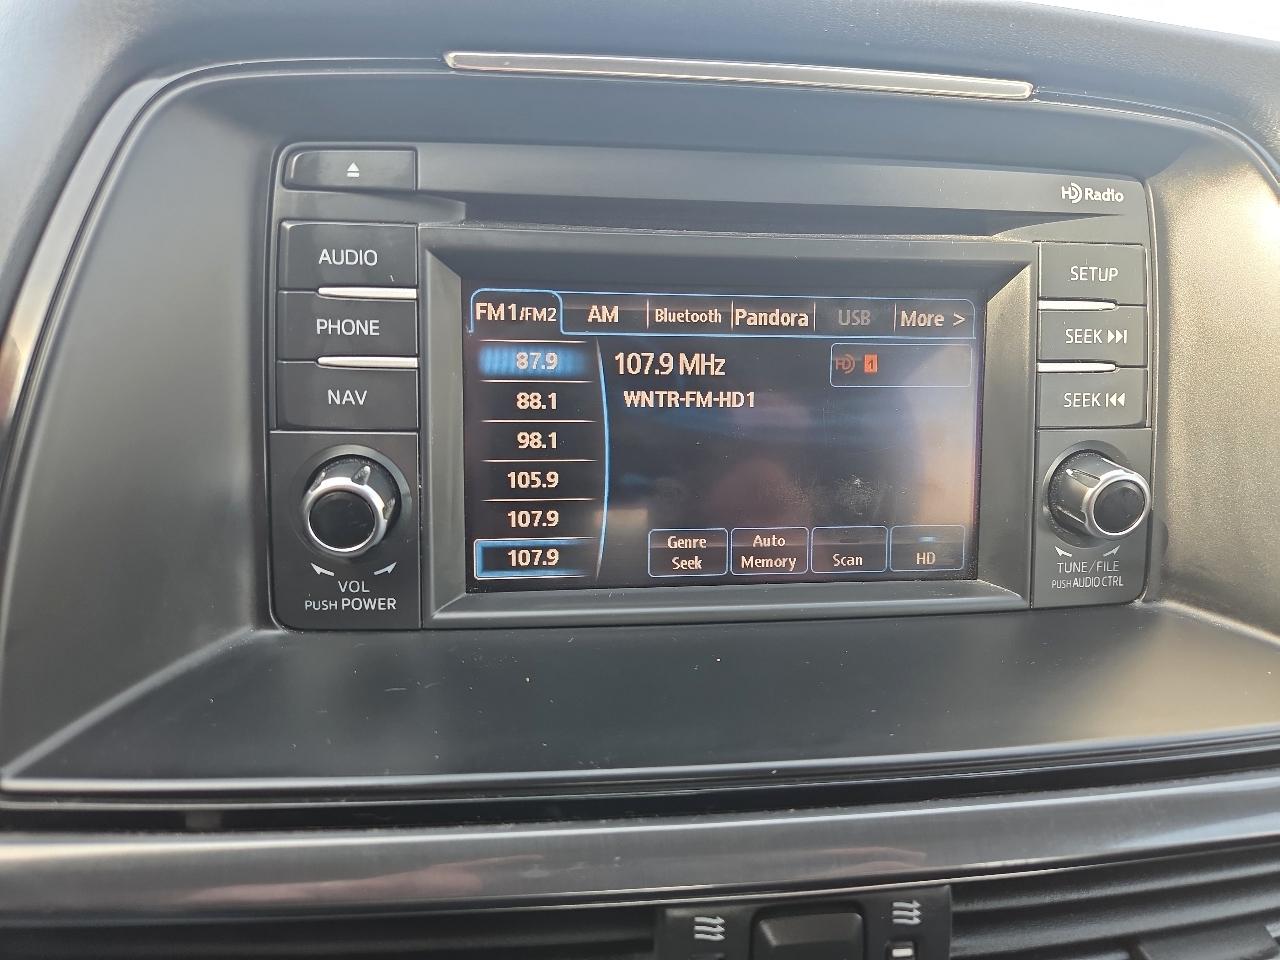 HD Radio
AUDIO
PHONE
NAV
VOL
PUSH POWER
FM1/FM2 AM Bluetooth Pandora USB More >
87.9
88.1
98.1
105.9
107.9
107.9
107.9 MHz
HD 1
WNTR-FM-HD1
Genre Seek
Auto Memory
Scan
HD
SETUP
SEEK
SEEK
TUNE/FILE
PUSH AUDIO CTRL